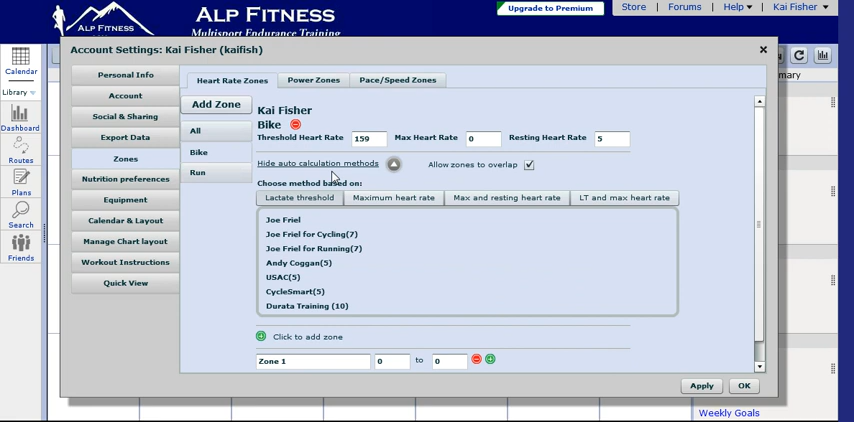 Upgrade to Premium
Store | Forums | Help | Kai Fisher
ALP FITNESS
ALP FITNESS
Multisport Endurance Training
Account Settings: Kai Fisher (kaifish)
Calendar
Library
Dashboard
Routes
Plans
Search
Friends
Personal Info
Account
Social & Sharing
Export Data
Zones
Nutrition preferences
Equipment
Calendar & Layout
Manage Chart layout
Workout Instructions
Quick View
Heart Rate Zones
Power Zones
Pace/Speed Zones
Add Zone
All
Bike
Run
Kai Fisher
Bike
Threshold Heart Rate 159 Max Heart Rate 0 Resting Heart Rate 5
Hide auto calculation methods
Allow zones to overlap
Choose method based on:
Lactate threshold
Maximum heart rate
Max and resting heart rate
LT and max heart rate
Joe Friel
Joe Friel for Cycling(7)
Joe Friel for Running(7)
Andy Coggan(5)
USAC(5)
CycleSmart(5)
Durata Training (10)
Click to add zone
Zone 1 0 to 0
Apply
OK
mary
Weekly Goals